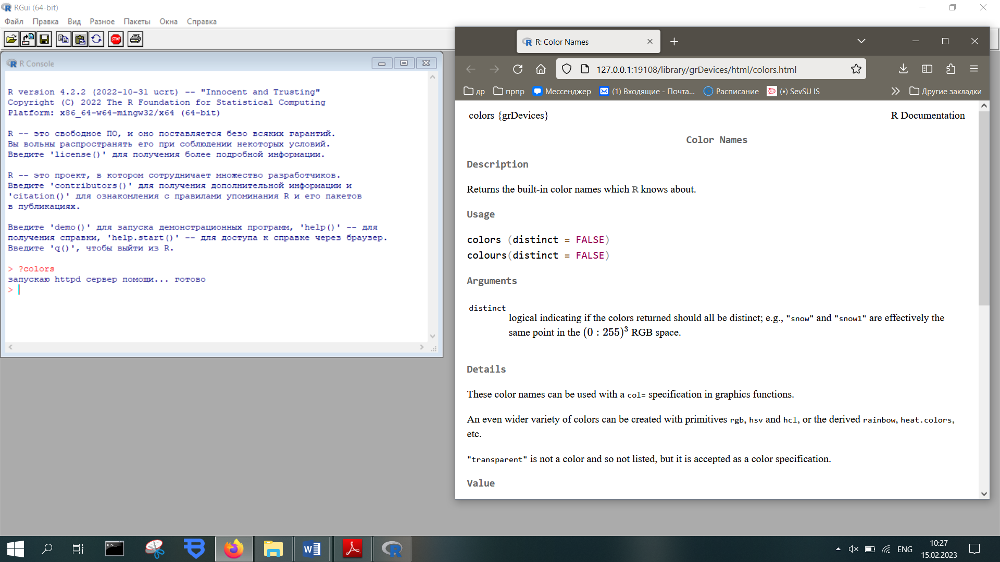 RGui (64-bit)
Файл Правка Вид Разное Пакеты Окна Справка
STOP
R Console
R version 4.2.2 (2022-10-31 ucrt) -- "Innocent and Trusting"
Copyright (C) 2022 The R Foundation for Statistical Computing
Platform: x86_64-w64-mingw32/x64 (64-bit)
R -- это свободное ПО, и оно поставляется безо всяких гарантий.
Вы вольны распространять его при соблюдении некоторых условий.
Введите 'license()' для получения более подробной информации.
R -- это проект, в котором сотрудничает множество разработчиков.
Введите 'contributors()' для получения дополнительной информации и
'citation()' для ознакомления с правилами упоминания R и его пакетов
в публикациях.
Введите 'demo()' для запуска демонстрационных программ, 'help()' -- для
получения справки, 'help.start()' -- для доступа к справке через браузер.
Введите 'q()', чтобы выйти из R.
> ?colors
запускаю httpd сервер помощи... готово
>
R: Color Names
127.0.0.1:19108/library/grDevices/html/colors.html
др прпр Мессенджер (1) Входящие - Почта... Расписание (•) SevSU IS Другие закладки
colors {grDevices} R Documentation
Color Names
Description
Returns the built-in color names which R knows about.
Usage
colors (distinct = FALSE)
colours(distinct = FALSE)
Arguments
distinct
logical indicating if the colors returned should all be distinct; e.g., "snow" and "snow1" are effectively the
same point in the (0 : 255)³ RGB space.
Details
These color names can be used with a col= specification in graphics functions.
An even wider variety of colors can be created with primitives rgb, hsv and hcl, or the derived rainbow, heat.colors,
etc.
"transparent" is not a color and so not listed, but it is accepted as a color specification.
Value
ENG
10:27
15.02.2023